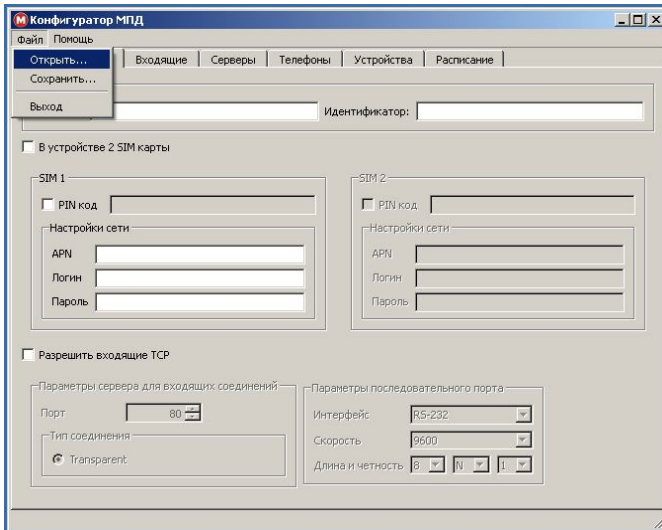 Конфигуратор МПД
Файл Помощь
Открыть... Входящие Серверы Телефоны Устройства Расписание
Сохранить...
Выход
Идентификатор:
В устройстве 2 SIM карты
SIM 1 SIM 2
PIN код PIN код
Настройки сети Настройки сети
APN APN
Логин Логин
Пароль Пароль
Разрешить входящие TCP
Параметры сервера для входящих соединений Параметры последовательного порта
Порт 80 Интерфейс RS-232
Тип соединения Скорость 9600
Transparent Длина и четность 8 N 1